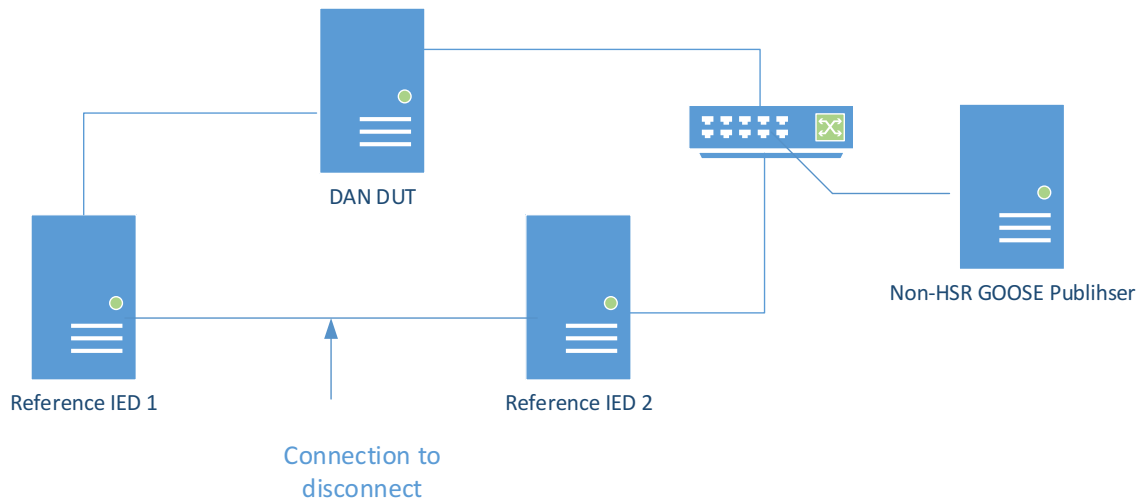 DAN DUT
Non-HSR GOOSE Publihser
Reference IED 1
Reference IED 2
Connection to
disconnect